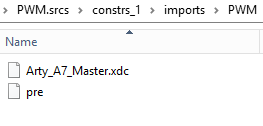 PWM.srcs > constrs_1 > imports > PWM
Name
Arty_A7_Master.xdc
pre